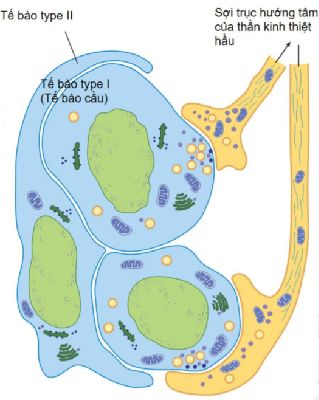 Tế bào type II
Sợi trục hướng tâm
của thần kinh thiệt
hầu
Tế bào type I
(Tế bào cầu)